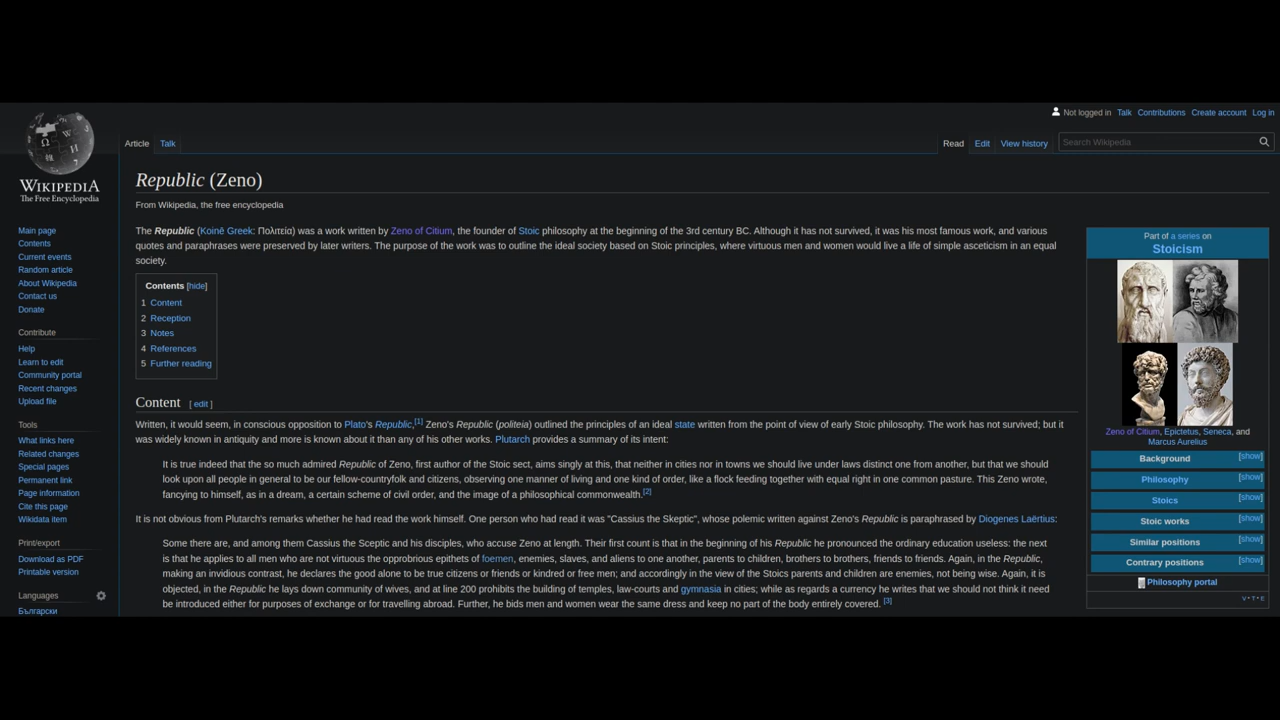 Not logged in Talk Contributions Create account Log in
Article Talk Read Edit View history Search Wikipedia
WIKIPEDIA
The Free Encyclopedia
Main page
Contents
Current events
Random article
About Wikipedia
Contact us
Donate
Contribute
Help
Learn to edit
Community portal
Recent changes
Upload file
Tools
What links here
Related changes
Special pages
Permanent link
Page information
Cite this page
Wikidata item
Print/export
Download as PDF
Printable version
Languages
Български
Republic (Zeno)
From Wikipedia, the free encyclopedia
The Republic (Koinē Greek: Πολιτεία) was a work written by Zeno of Citium, the founder of Stoic philosophy at the beginning of the 3rd century BC. Although it has not survived, it was his most famous work, and various
quotes and paraphrases were preserved by later writers. The purpose of the work was to outline the ideal society based on Stoic principles, where virtuous men and women would live a life of simple asceticism in an equal
society.
Contents [hide]
1 Content
2 Reception
3 Notes
4 References
5 Further reading
Content [ edit ]
Written, it would seem, in conscious opposition to Plato's Republic,[1] Zeno's Republic (politeia) outlined the principles of an ideal state written from the point of view of early Stoic philosophy. The work has not survived; but it
was widely known in antiquity and more is known about it than any of his other works. Plutarch provides a summary of its intent:
It is true indeed that the so much admired Republic of Zeno, first author of the Stoic sect, aims singly at this, that neither in cities nor in towns we should live under laws distinct one from another, but that we should
look upon all people in general to be our fellow-countryfolk and citizens, observing one manner of living and one kind of order, like a flock feeding together with equal right in one common pasture. This Zeno wrote,
fancying to himself, as in a dream, a certain scheme of civil order, and the image of a philosophical commonwealth.[2]
It is not obvious from Plutarch's remarks whether he had read the work himself. One person who had read it was "Cassius the Skeptic", whose polemic written against Zeno's Republic is paraphrased by Diogenes Laërtius:
Some there are, and among them Cassius the Sceptic and his disciples, who accuse Zeno at length. Their first count is that in the beginning of his Republic he pronounced the ordinary education useless: the next
is that he applies to all men who are not virtuous the opprobrious epithets of foemen, enemies, slaves, and aliens to one another, parents to children, brothers to brothers, friends to friends. Again, in the Republic,
making an invidious contrast, he declares the good alone to be true citizens or friends or kindred or free men; and accordingly in the view of the Stoics parents and children are enemies, not being wise. Again, it is
objected, in the Republic he lays down community of wives, and at line 200 prohibits the building of temples, law-courts and gymnasia in cities; while as regards a currency he writes that we should not think it need
be introduced either for purposes of exchange or for travelling abroad. Further, he bids men and women wear the same dress and keep no part of the body entirely covered. [3]
Part of a series on
Stoicism
Zeno of Citium, Epictetus, Seneca, and
Marcus Aurelius
Background [show]
Philosophy [show]
Stoics [show]
Stoic works [show]
Similar positions [show]
Contrary positions [show]
Philosophy portal
V·T·E